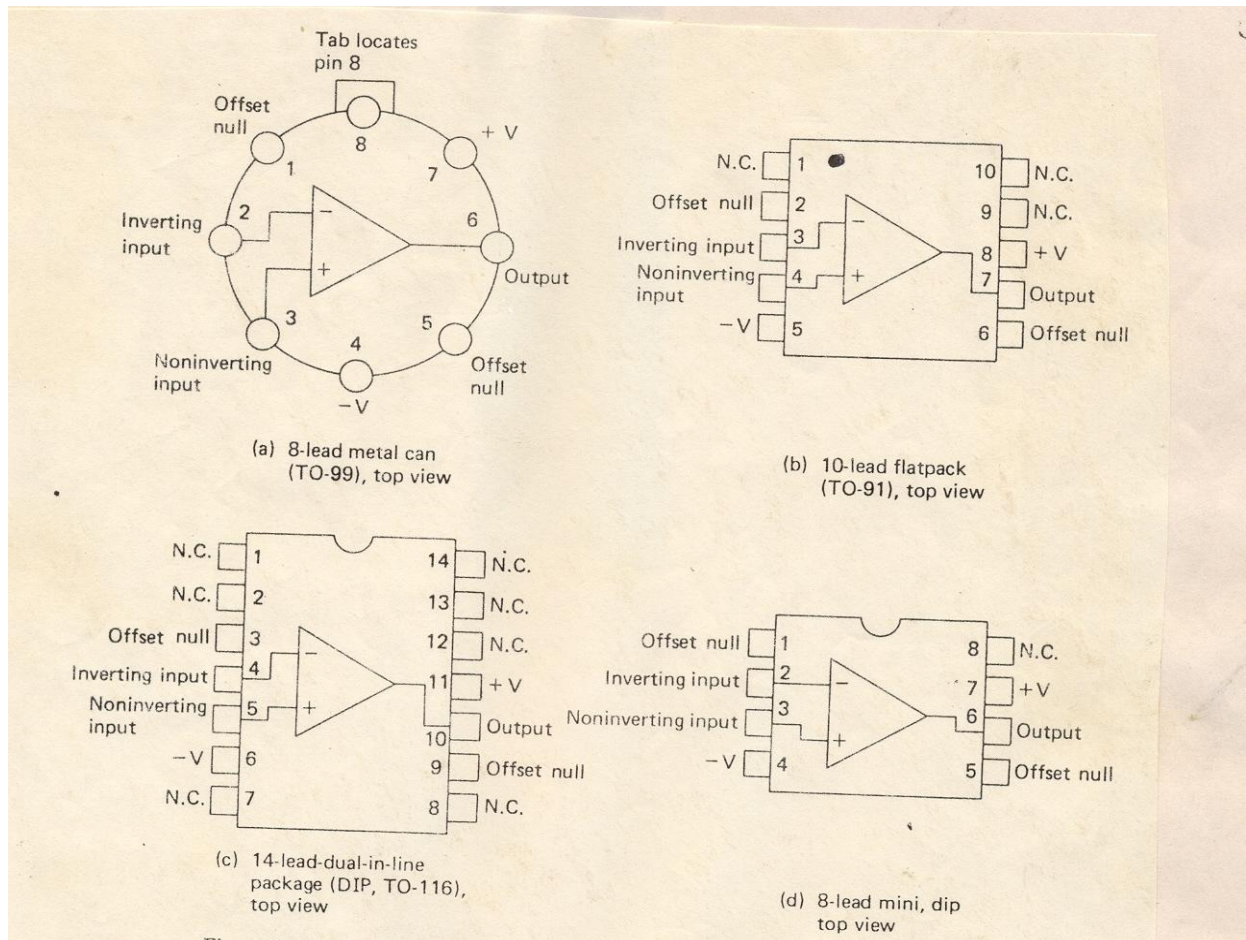 Tab locates
pin 8
Offset
null
8
+ V
1
7
Inverting
input
2
−
6
+
Output
3
5
Noninverting
input
4
Offset
null
− V
(a) 8-lead metal can
(TO-99), top view
N.C.
1
10
N.C.
Offset null
2
9
N.C.
Inverting input
3
−
8
+ V
Noninverting
input
4
+
7
Output
− V
5
6
Offset null
(b) 10-lead flatpack
(TO-91), top view
N.C.
1
14
N.C.
N.C.
2
13
N.C.
Offset null
3
−
12
N.C.
Inverting input
4
11
+ V
Noninverting
input
5
+
10
Output
− V
6
9
Offset null
N.C.
7
8
N.C.
(c) 14-lead-dual-in-line
package (DIP, TO-116),
top view
Offset null
1
8
N.C.
Inverting input
2
−
7
+ V
Noninverting input
3
+
6
Output
− V
4
5
Offset null
(d) 8-lead mini, dip
top view